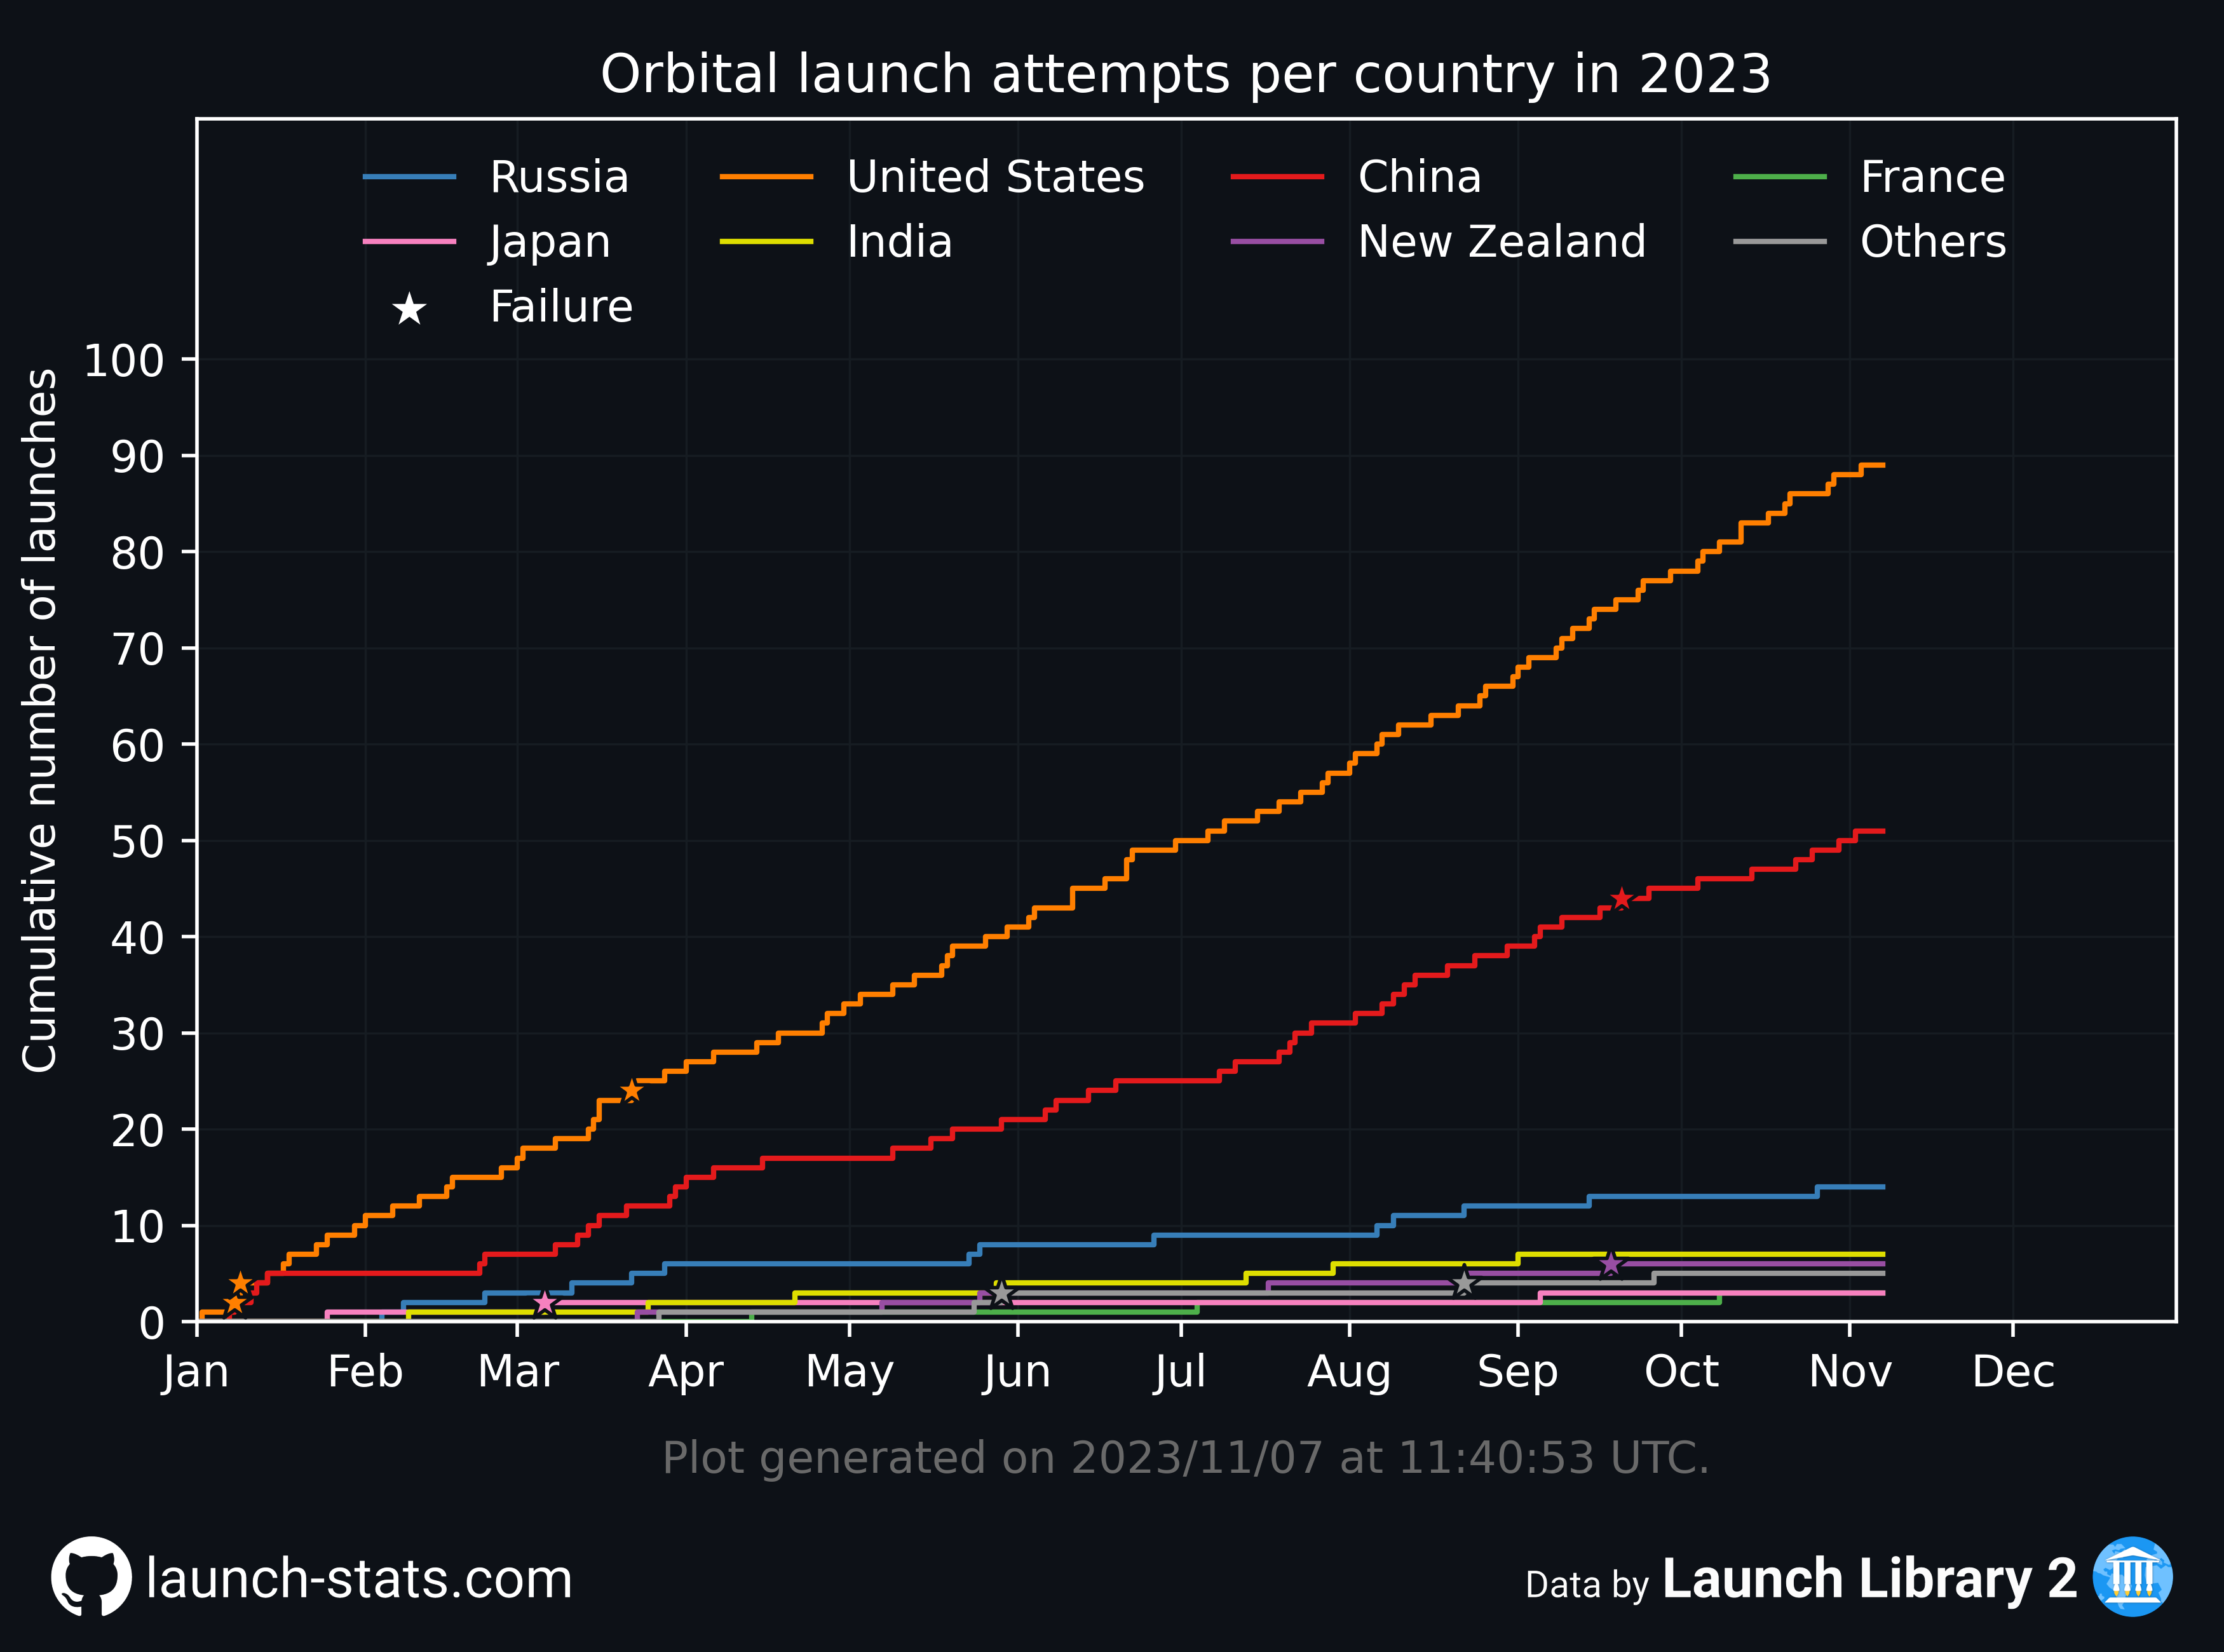 Orbital launch attempts per country in 2023
Russia United States China France
Japan India New Zealand Others
Failure
Cumulative number of launches
100
90
80
70
60
50
40
30
20
10
0
Jan Feb Mar Apr May Jun Jul Aug Sep Oct Nov Dec
Plot generated on 2023/11/07 at 11:40:53 UTC.
launch-stats.com
Data by Launch Library 2